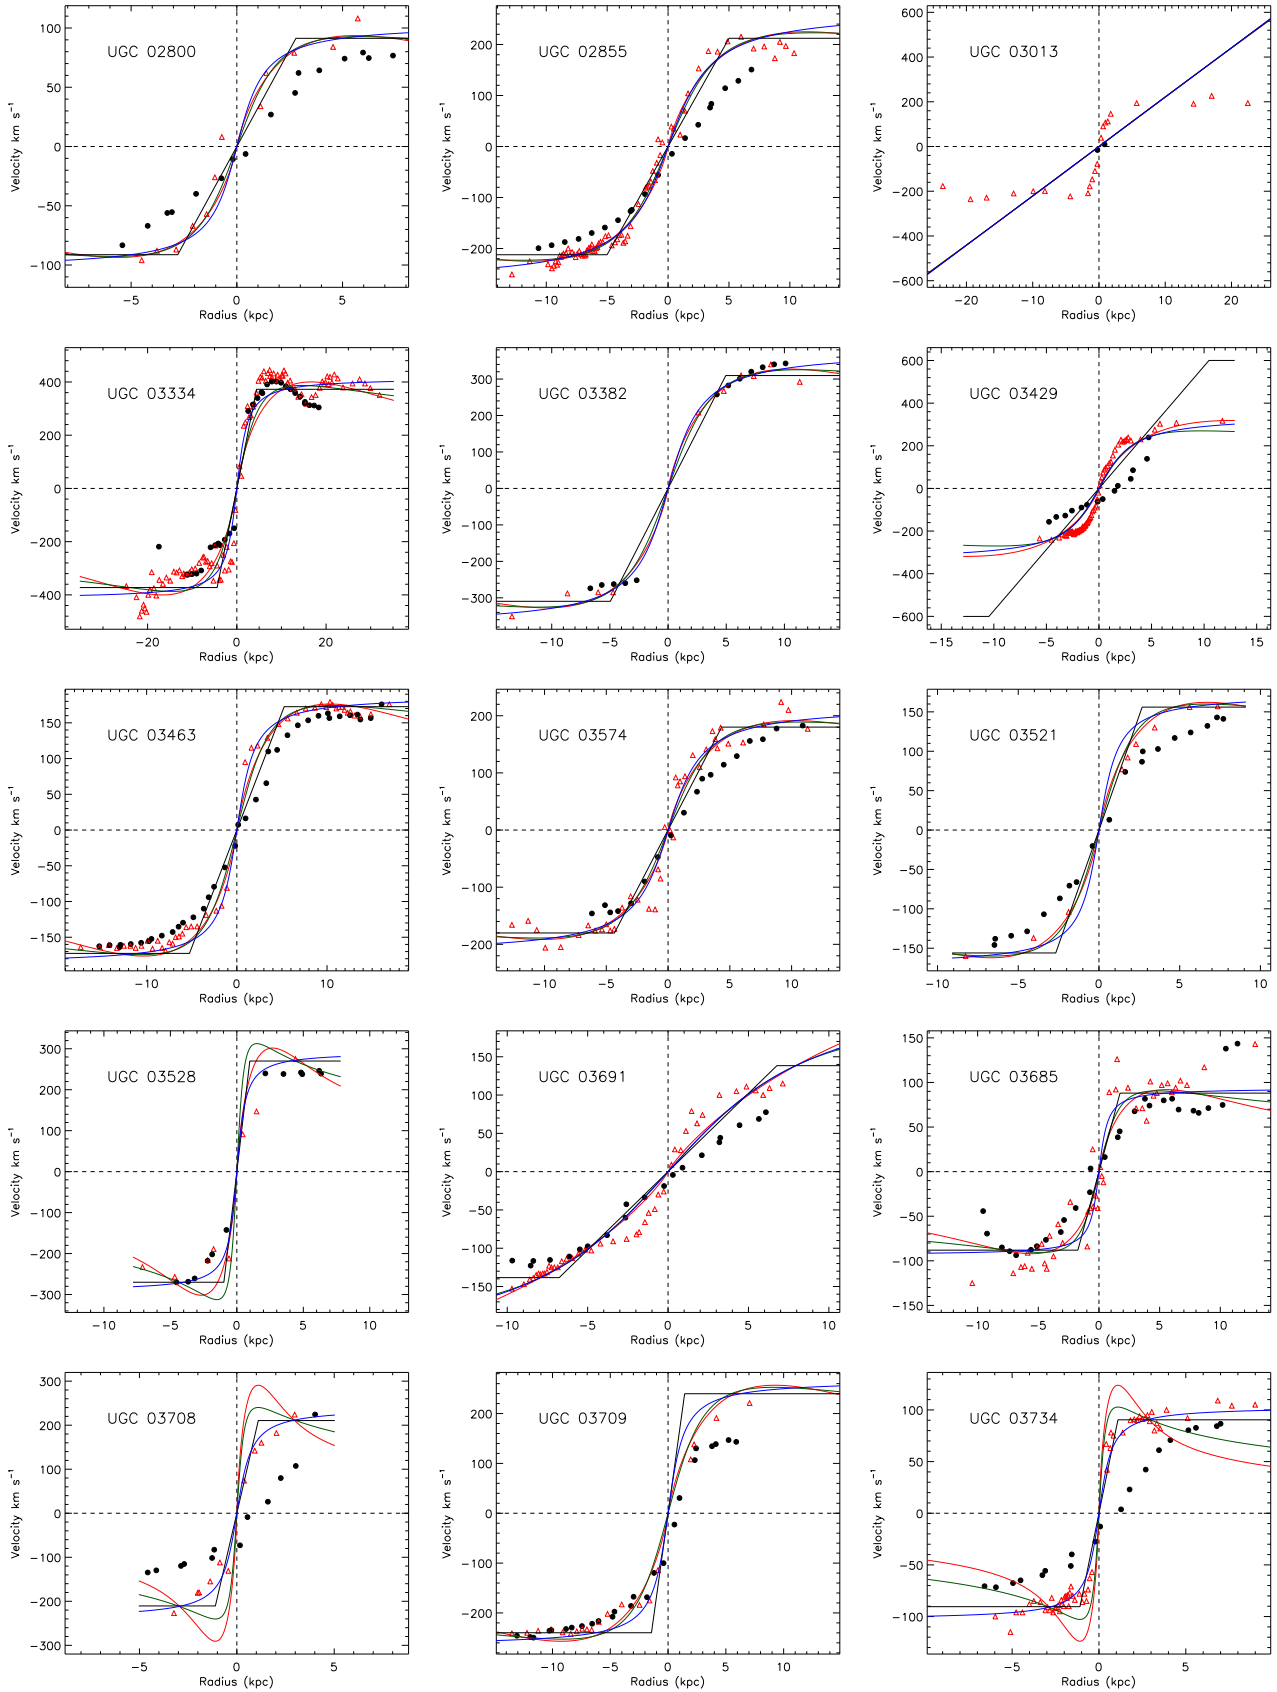 UGC 02800
Velocity km s⁻¹
100
50
0
−50
−100
−5 0 5
Radius (kpc)
UGC 02855
Velocity km s⁻¹
200
100
0
−100
−200
−10 −5 0 5 10
Radius (kpc)
UGC 03013
Velocity km s⁻¹
600
400
200
0
−200
−400
−600
−20 −10 0 10 20
Radius (kpc)
UGC 03334
Velocity km s⁻¹
400
200
0
−200
−400
−20 0 20
Radius (kpc)
UGC 03382
Velocity km s⁻¹
300
200
100
0
−100
−200
−300
−10 −5 0 5 10
Radius (kpc)
UGC 03429
Velocity km s⁻¹
600
400
200
0
−200
−400
−600
−15 −10 −5 0 5 10 15
Radius (kpc)
UGC 03463
Velocity km s⁻¹
150
100
50
0
−50
−100
−150
−10 0 10
Radius (kpc)
UGC 03574
Velocity km s⁻¹
200
100
0
−100
−200
−10 −5 0 5 10
Radius (kpc)
UGC 03521
Velocity km s⁻¹
150
100
50
0
−50
−100
−150
−10 −5 0 5 10
Radius (kpc)
UGC 03528
Velocity km s⁻¹
300
200
100
0
−100
−200
−300
−10 −5 0 5 10
Radius (kpc)
UGC 03691
Velocity km s⁻¹
150
100
50
0
−50
−100
−150
−10 −5 0 5 10
Radius (kpc)
UGC 03685
Velocity km s⁻¹
150
100
50
0
−50
−100
−150
−10 −5 0 5 10
Radius (kpc)
UGC 03708
Velocity km s⁻¹
300
200
100
0
−100
−200
−300
−5 0 5
Radius (kpc)
UGC 03709
Velocity km s⁻¹
200
100
0
−100
−200
−10 −5 0 5 10
Radius (kpc)
UGC 03734
Velocity km s⁻¹
100
50
0
−50
−100
−5 0 5
Radius (kpc)